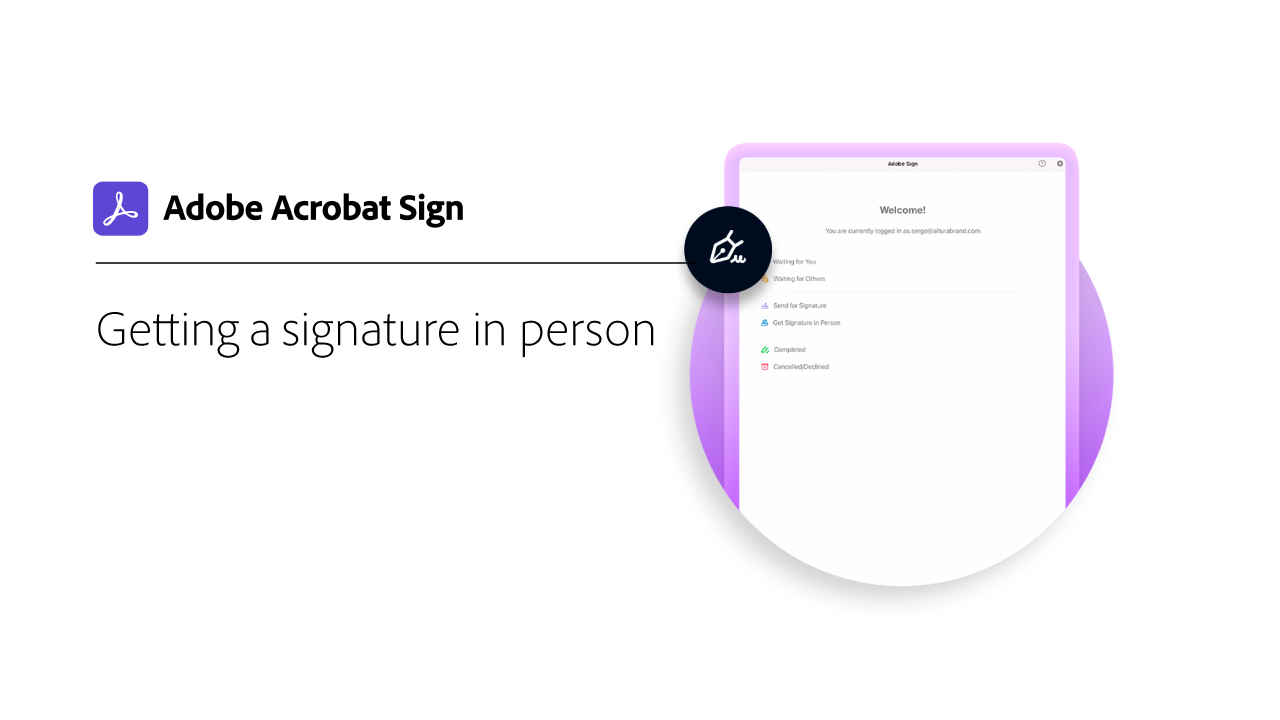 Adobe Acrobat Sign
Getting a signature in person
Adobe Sign
Welcome!
You are currently logged in as serge@alturabrand.com
Waiting for You
Waiting for Others
Send for Signature
Get Signature in Person
Completed
Cancelled/Declined